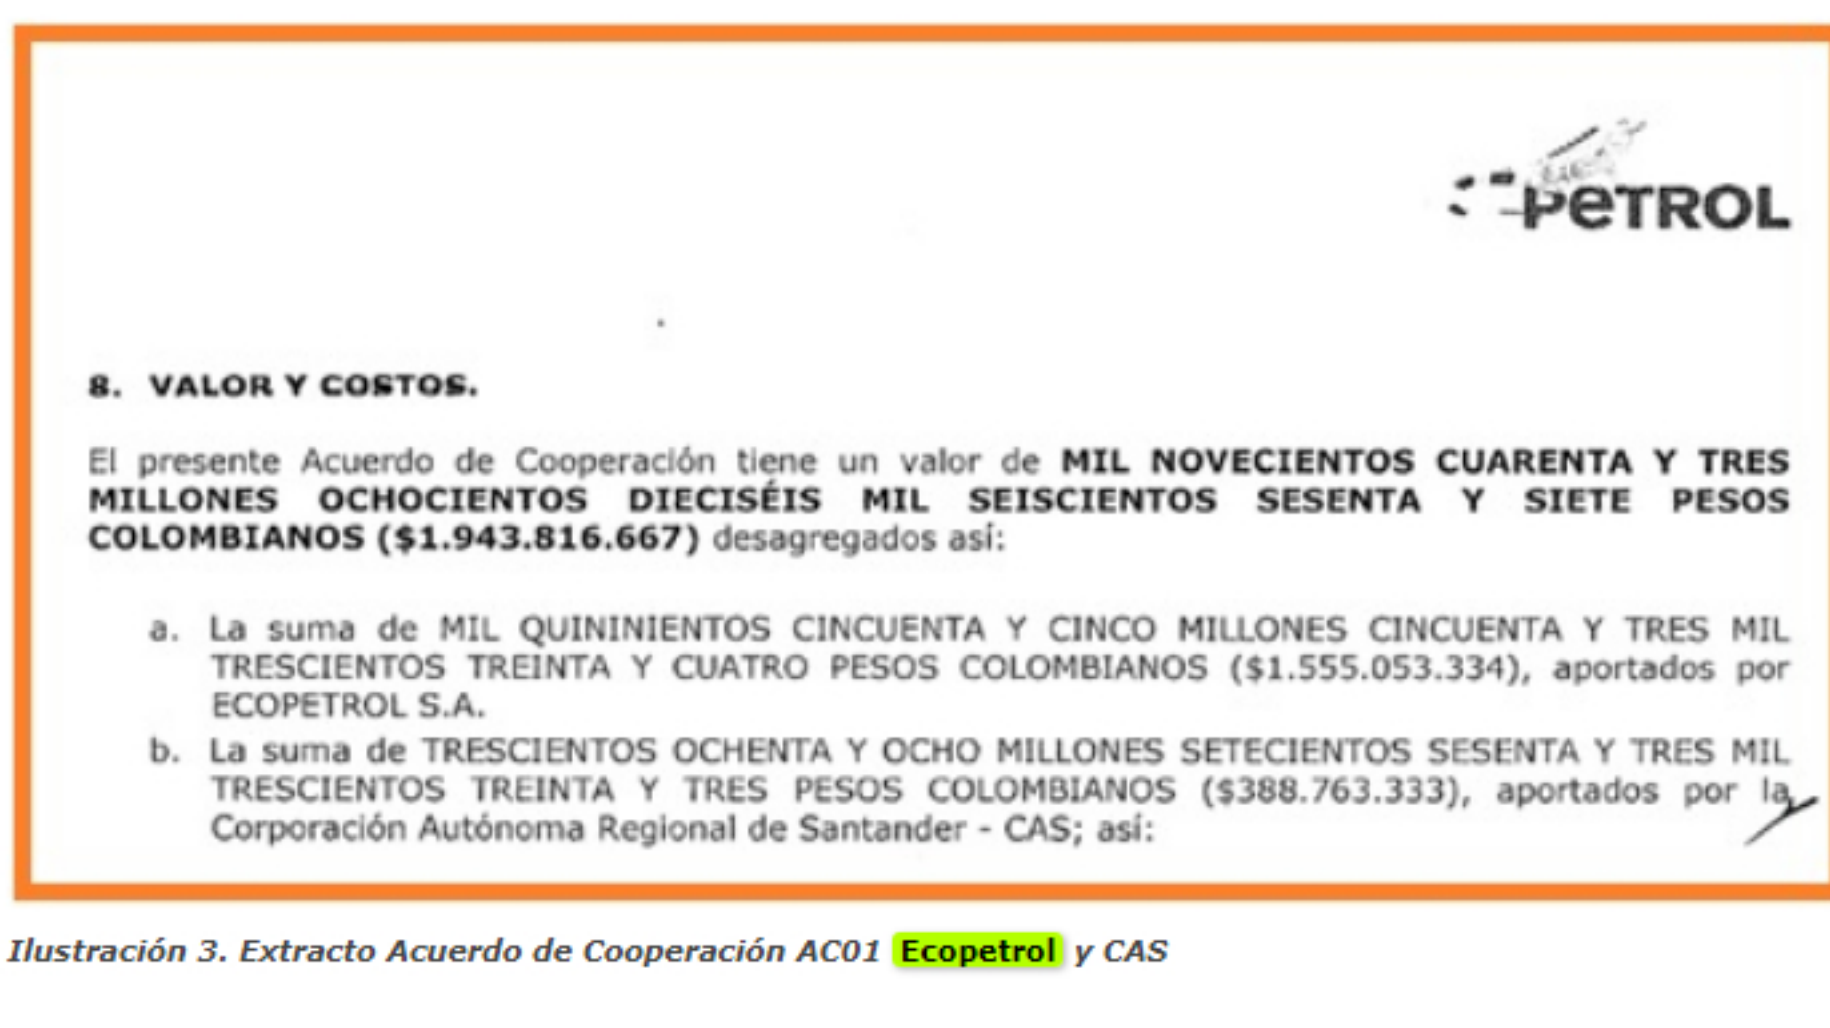 PETROL
8. VALOR Y COSTOS.
El presente Acuerdo de Cooperación tiene un valor de MIL NOVECIENTOS CUARENTA Y TRES
MILLONES OCHOCIENTOS DIECISÉIS MIL SEISCIENTOS SESENTA Y SIETE PESOS
COLOMBIANOS ($1.943.816.667) desagregados así:
a. La suma de MIL QUININIENTOS CINCUENTA Y CINCO MILLONES CINCUENTA Y TRES MIL
TRESCIENTOS TREINTA Y CUATRO PESOS COLOMBIANOS ($1.555.053.334), aportados por
ECOPETROL S.A.
b. La suma de TRESCIENTOS OCHENTA Y OCHO MILLONES SETECIENTOS SESENTA Y TRES MIL
TRESCIENTOS TREINTA Y TRES PESOS COLOMBIANOS ($388.763.333), aportados por la
Corporación Autónoma Regional de Santander - CAS; así:
Ilustración 3. Extracto Acuerdo de Cooperación AC01 Ecopetrol y CAS